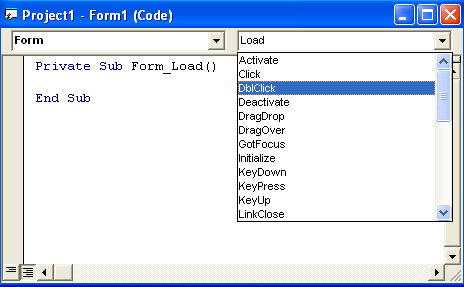 Project1 - Form1 (Code)
Form
Load
Private Sub Form_Load()
End Sub
Activate
Click
DblClick
Deactivate
DragDrop
DragOver
GotFocus
Initialize
KeyDown
KeyPress
KeyUp
LinkClose